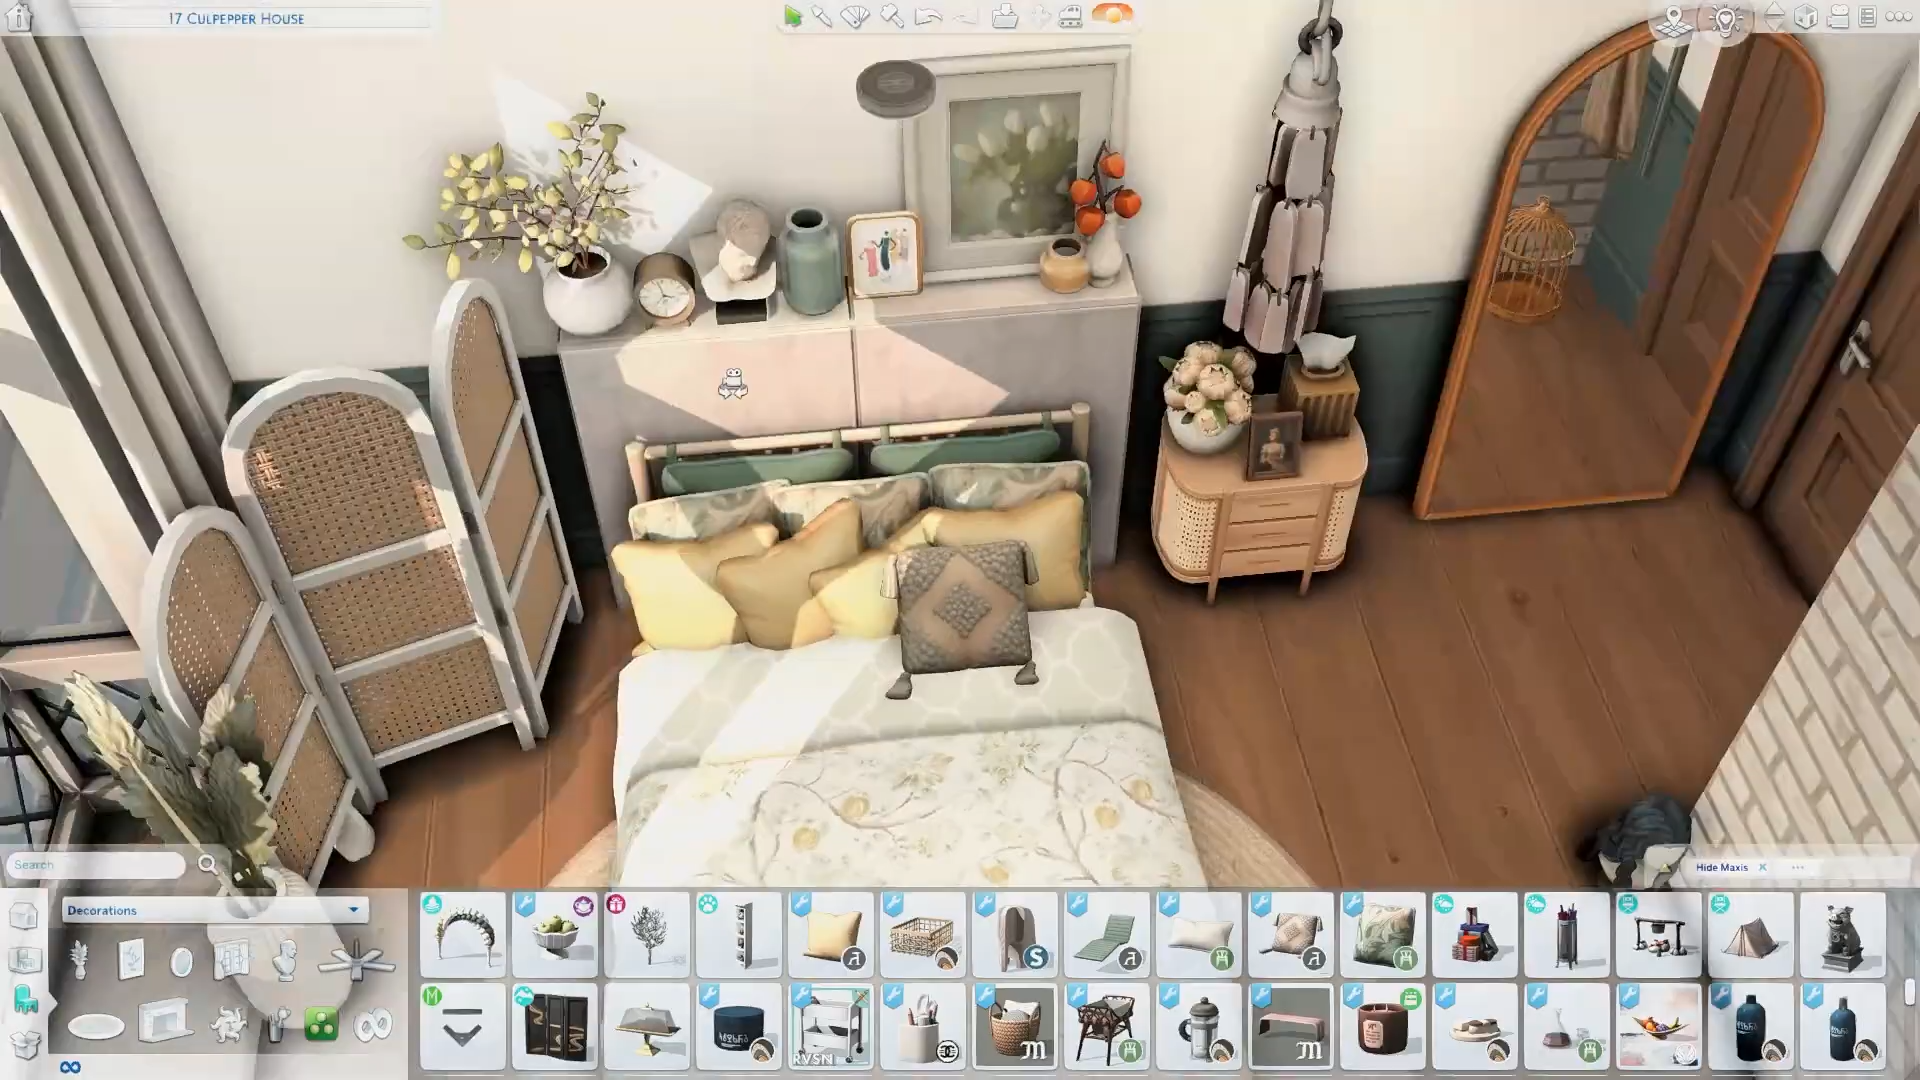 17 CULPEPPER HOUSE
Search
Hide Maxis X
Decorations
a
S
a
a
M
RVSN
m
m